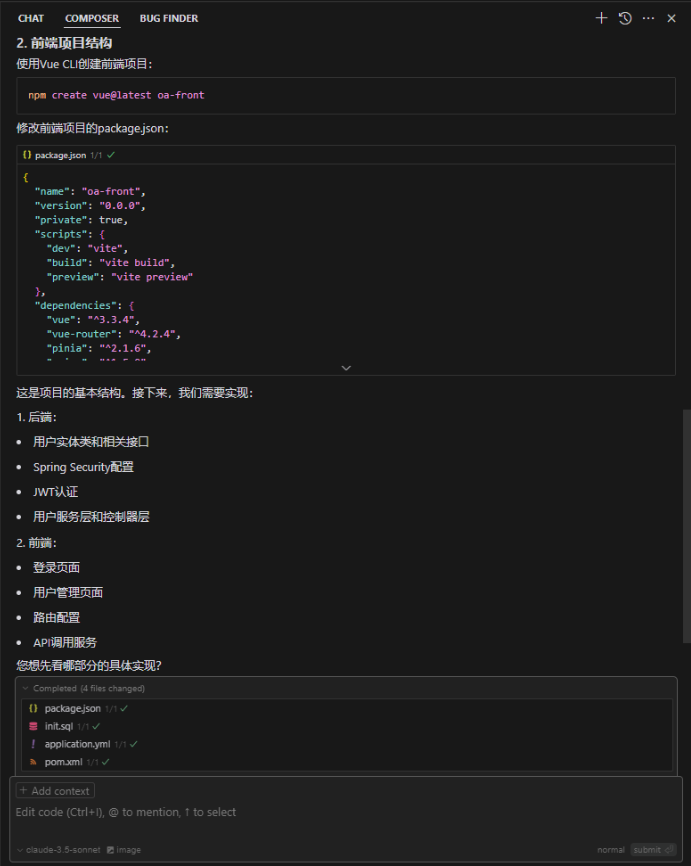 CHAT COMPOSER BUG FINDER
2. 前端项目结构
使用Vue CLI创建前端项目：
npm create vue@latest oa-front
修改前端项目的package.json：
{} package.json 1/1 ✓
{
"name": "oa-front",
"version": "0.0.0",
"private": true,
"scripts": {
"dev": "vite",
"build": "vite build",
"preview": "vite preview"
},
"dependencies": {
"vue": "^3.3.4",
"vue-router": "^4.2.4",
"pinia": "^2.1.6",
这是项目的基本结构。接下来，我们需要实现：
1. 后端：
• 用户实体类和相关接口
• Spring Security配置
• JWT认证
• 用户服务层和控制器层
2. 前端：
• 登录页面
• 用户管理页面
• 路由配置
• API调用服务
您想先看哪部分的具体实现？
Completed (4 files changed)
{} package.json 1/1 ✓
init.sql 1/1 ✓
! application.yml 1/1 ✓
pom.xml 1/1 ✓
+ Add context
Edit code (Ctrl+I), @ to mention, ↑ to select
claude-3.5-sonnet image normal submit